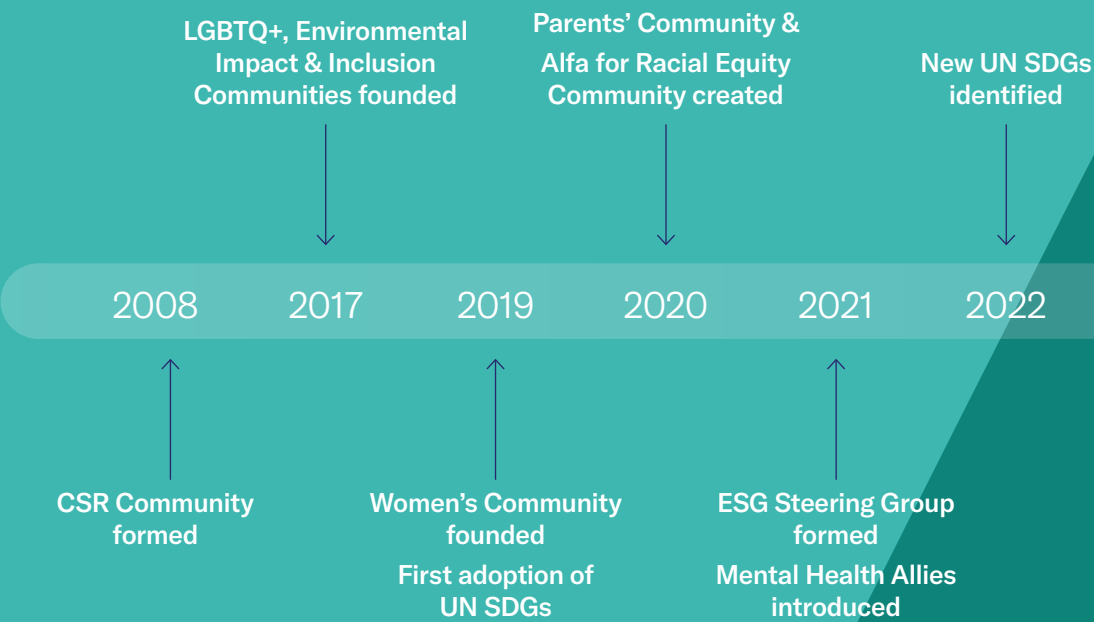 LGBTQ+, Environmental
Impact & Inclusion
Communities founded
Parents’ Community &
Alfa for Racial Equity
Community created
New UN SDGs
identified
2008 2017 2019 2020 2021 2022
CSR Community
formed
Women’s Community
founded
First adoption of
UN SDGs
ESG Steering Group
formed
Mental Health Allies
introduced